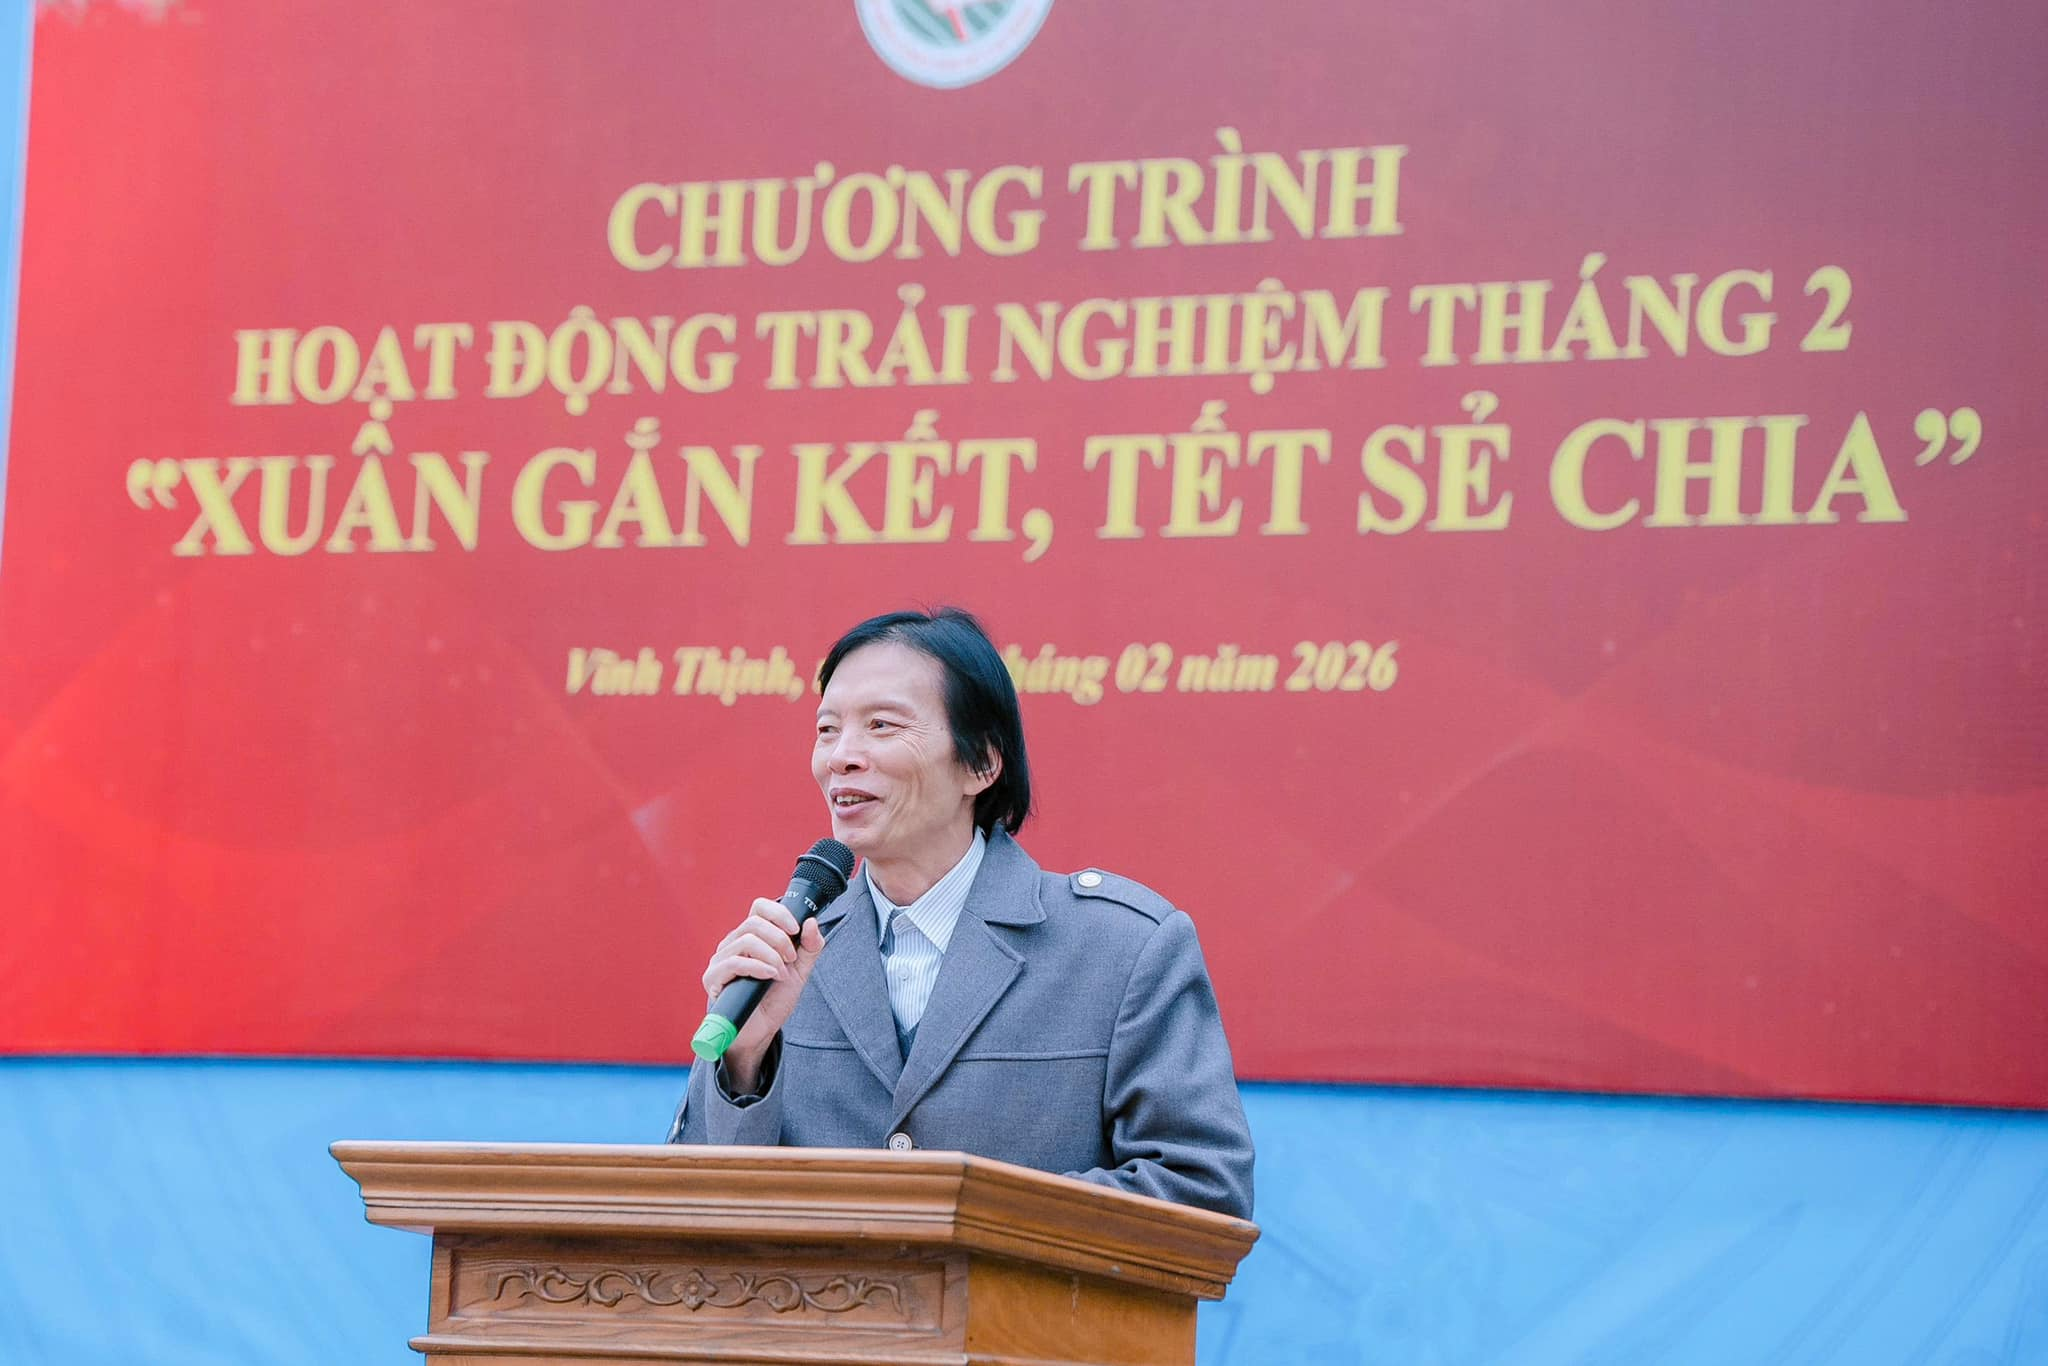 CHƯƠNG TRÌNH
HOẠT ĐỘNG TRẢI NGHIỆM THÁNG 2
“XUÂN GẮN KẾT, TẾT SẺ CHIA”
Vĩnh Thịnh, tháng 02 năm 2026
TEV